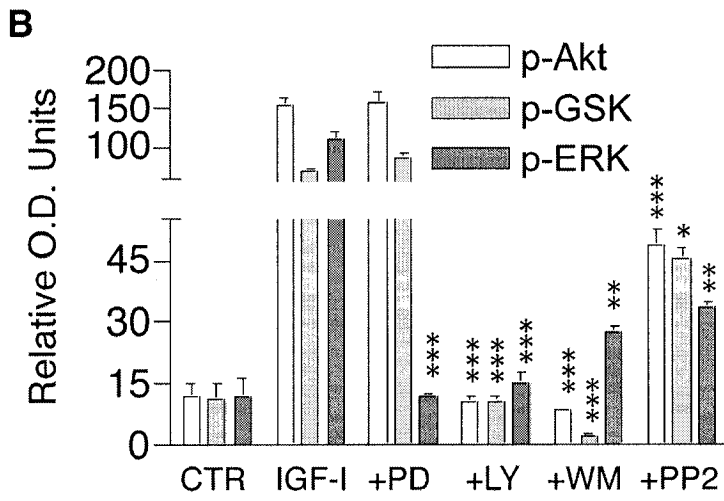 B
Relative O.D. Units
200
150
100
45
30
15
0
p-Akt
p-GSK
p-ERK
***
***
***
***
***
***
**
***
*
**
CTR IGF-I +PD +LY +WM +PP2